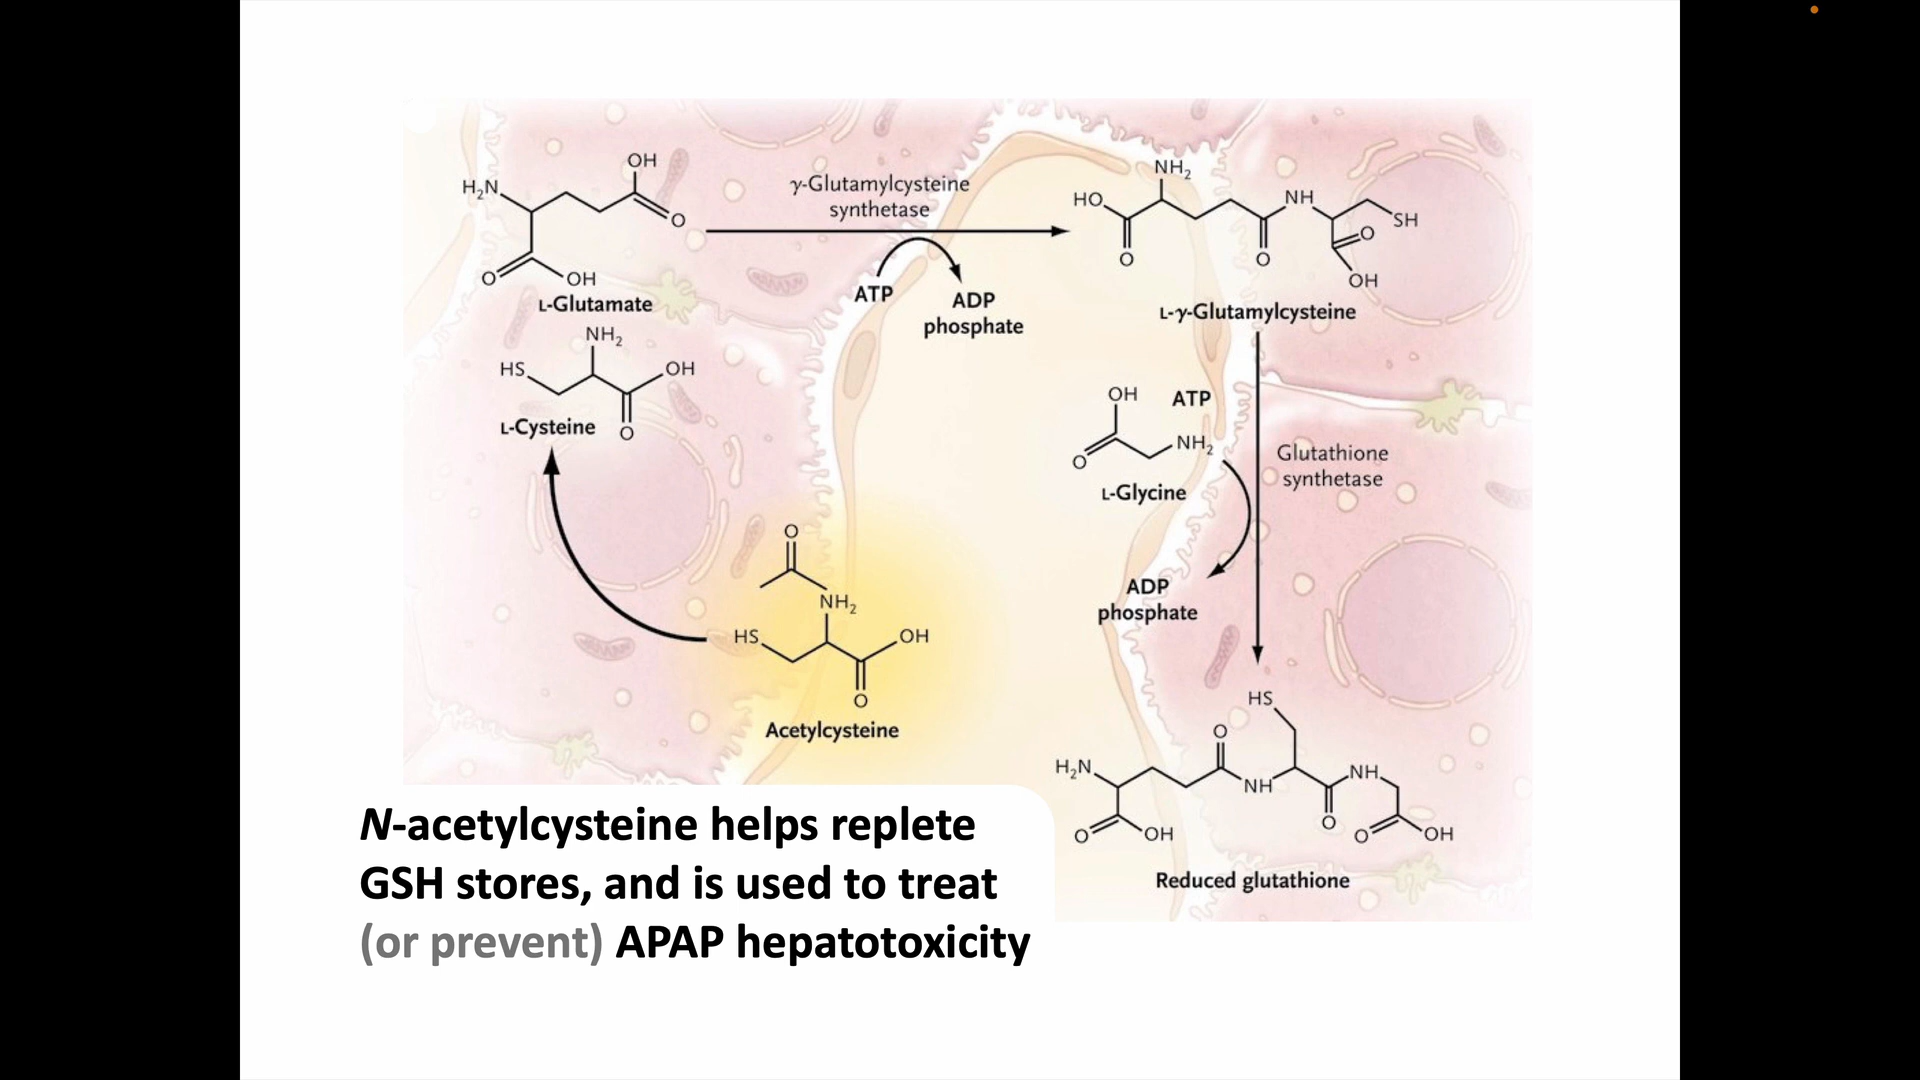 OH
H₂N
O
O
OH
L-Glutamate
γ-Glutamylcysteine
synthetase
ATP
ADP
phosphate
NH₂
HO
NH
SH
O
O
O
OH
L-γ-Glutamylcysteine
NH₂
HS
OH
L-Cysteine
O
OH
ATP
O
NH₂
L-Glycine
Glutathione
synthetase
ADP
phosphate
O
NH₂
HS
OH
O
Acetylcysteine
HS
O
H₂N
NH
NH
O
OH
O
O
OH
Reduced glutathione
N-acetylcysteine helps replete
GSH stores, and is used to treat
(or prevent) APAP hepatotoxicity